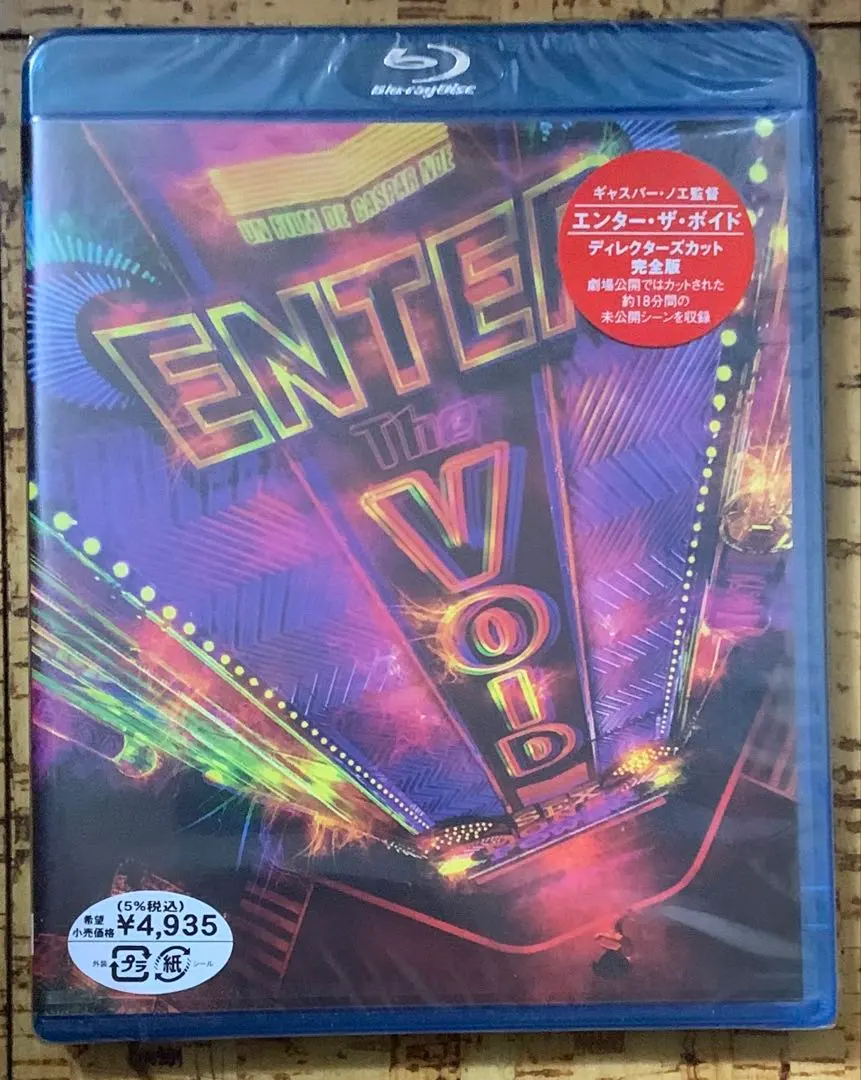 Blu-ray Disc
UN FILM DE GASPAR NOE
ギャスパー・ノエ監督
エンター・ザ・ボイド
ディレクターズカット
完全版
劇場公開ではカットされた
約18分間の
未公開シーンを収録
ENTER
The
VOID
SEX
(5%税込)
希望
小売価格 ¥4,935
外装 プラ 紙 シール